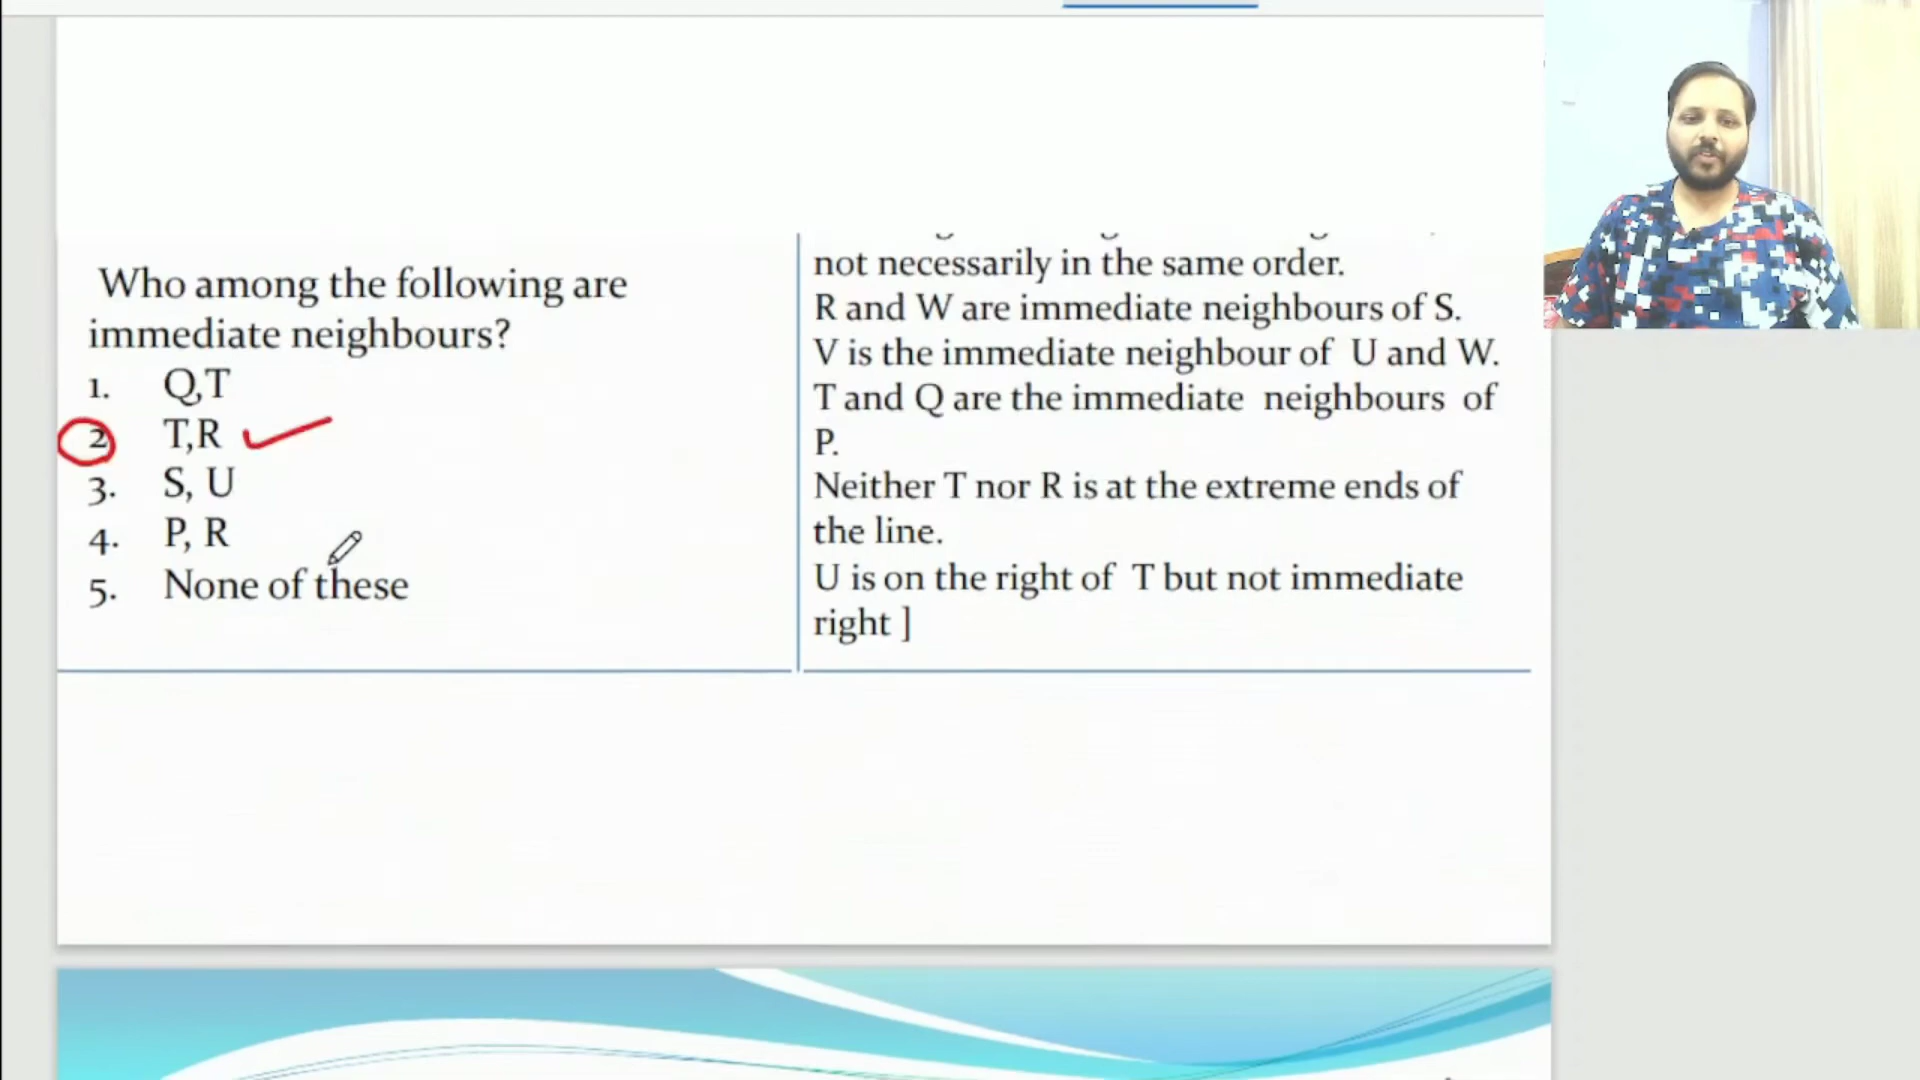 Who among the following are
immediate neighbours?
1. Q,T
2 T,R
3. S, U
4. P, R
5. None of these
not necessarily in the same order.
R and W are immediate neighbours of S.
V is the immediate neighbour of U and W.
T and Q are the immediate neighbours of
P.
Neither T nor R is at the extreme ends of
the line.
U is on the right of T but not immediate
right ]